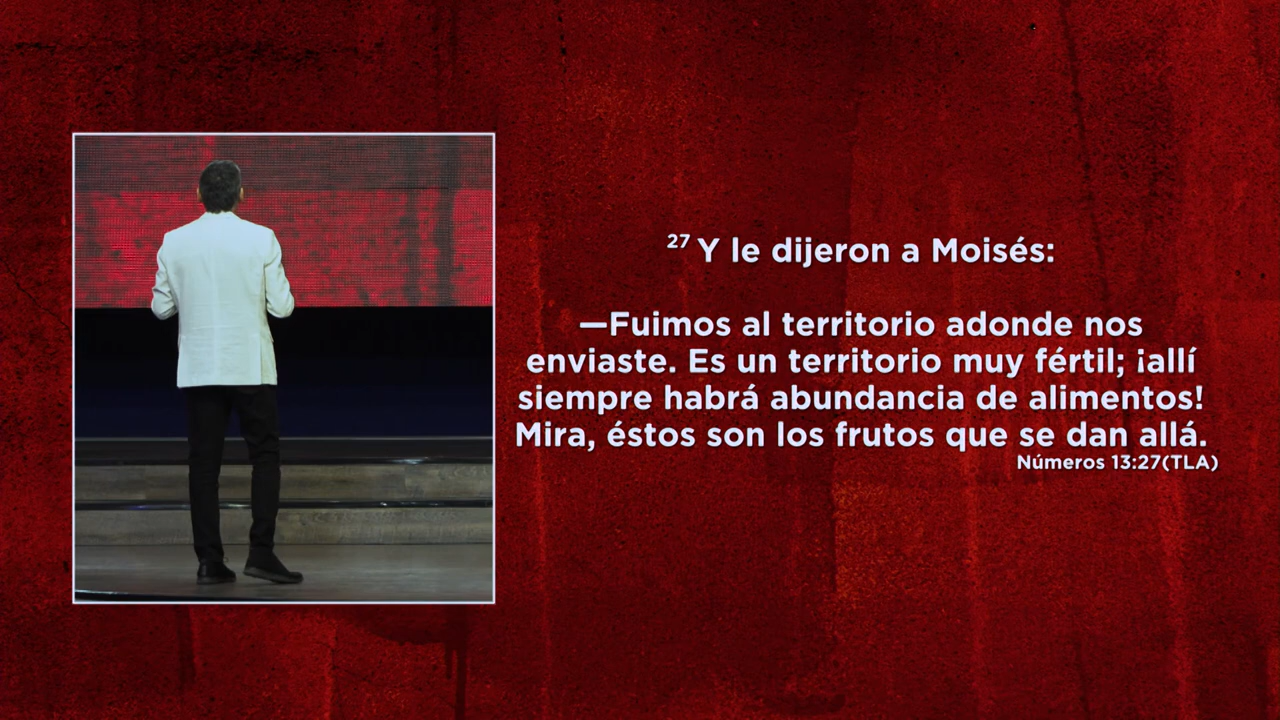 27 Y le dijeron a Moisés:
—Fuimos al territorio adonde nos
enviaste. Es un territorio muy fértil; ¡allí
siempre habrá abundancia de alimentos!
Mira, éstos son los frutos que se dan allá.
Números 13:27(TLA)